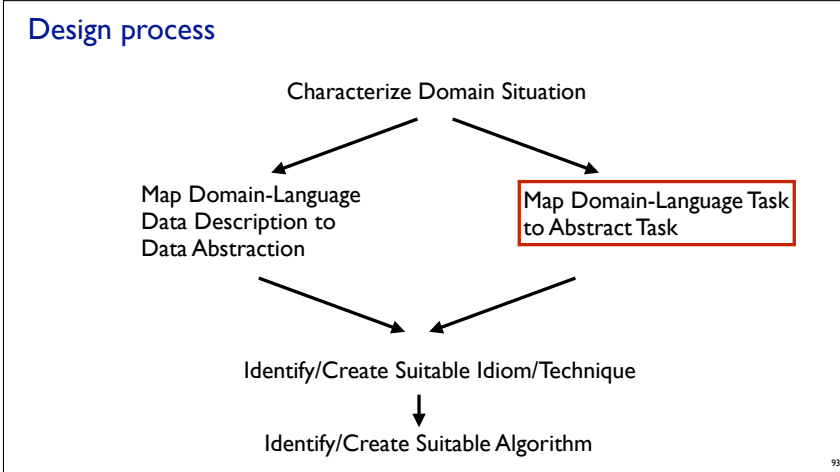 Design process
Characterize Domain Situation
Map Domain-Language
Data Description to
Data Abstraction
Map Domain-Language Task
to Abstract Task
Identify/Create Suitable Idiom/Technique
Identify/Create Suitable Algorithm
93